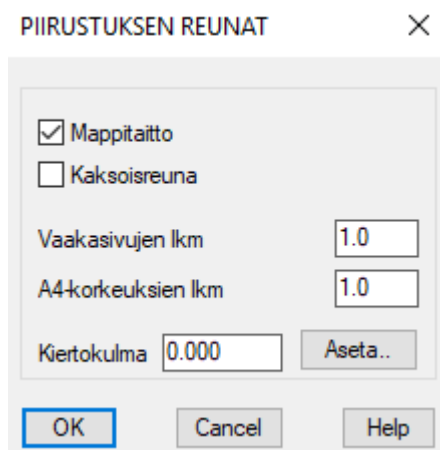 PIIRUSTUKSEN REUNAT
Mappitaitto
Kaksoisreuna
Vaakasivujen lkm 1.0
A4-korkeuksien lkm 1.0
Kiertokulma 0.000 Aseta..
OK Cancel Help